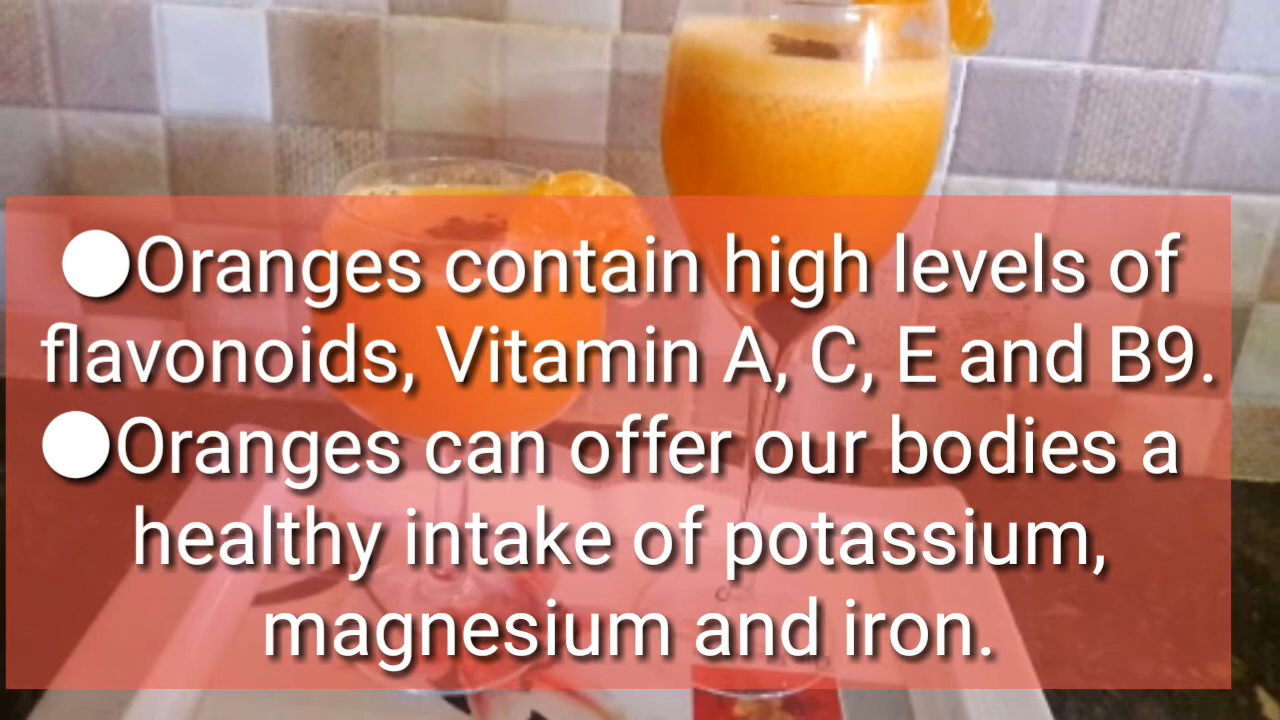 ●Oranges contain high levels of
flavonoids, Vitamin A, C, E and B9.
●Oranges can offer our bodies a
healthy intake of potassium,
magnesium and iron.